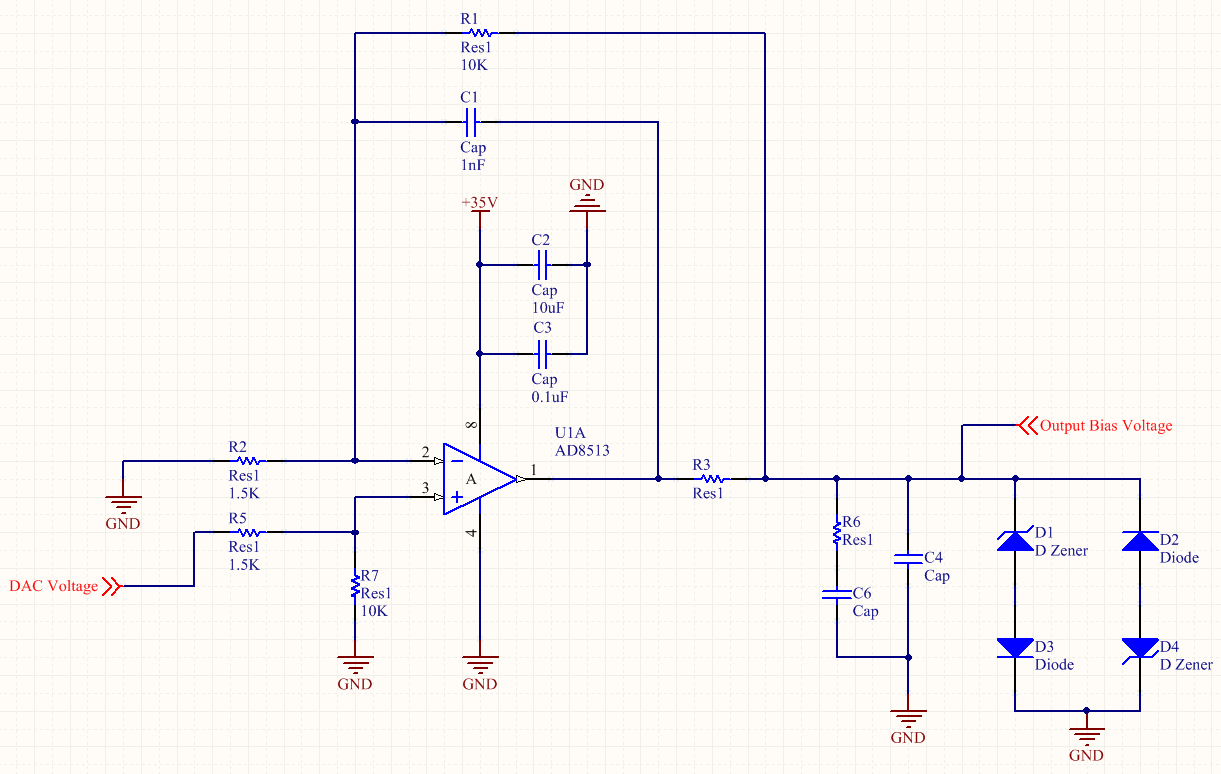 R1
Res1
10K
C1
Cap
1nF
GND
+35V
C2
Cap
10uF
C3
Cap
0.1uF
8
U1A
AD8513
Output Bias Voltage
R2
Res1
1.5K
2
A
1
3
4
GND
R5
Res1
1.5K
R3
Res1
DAC Voltage
R7
Res1
10K
GND
GND
R6
Res1
C4
Cap
C6
Cap
GND
D1
D Zener
D2
Diode
D3
Diode
D4
D Zener
GND